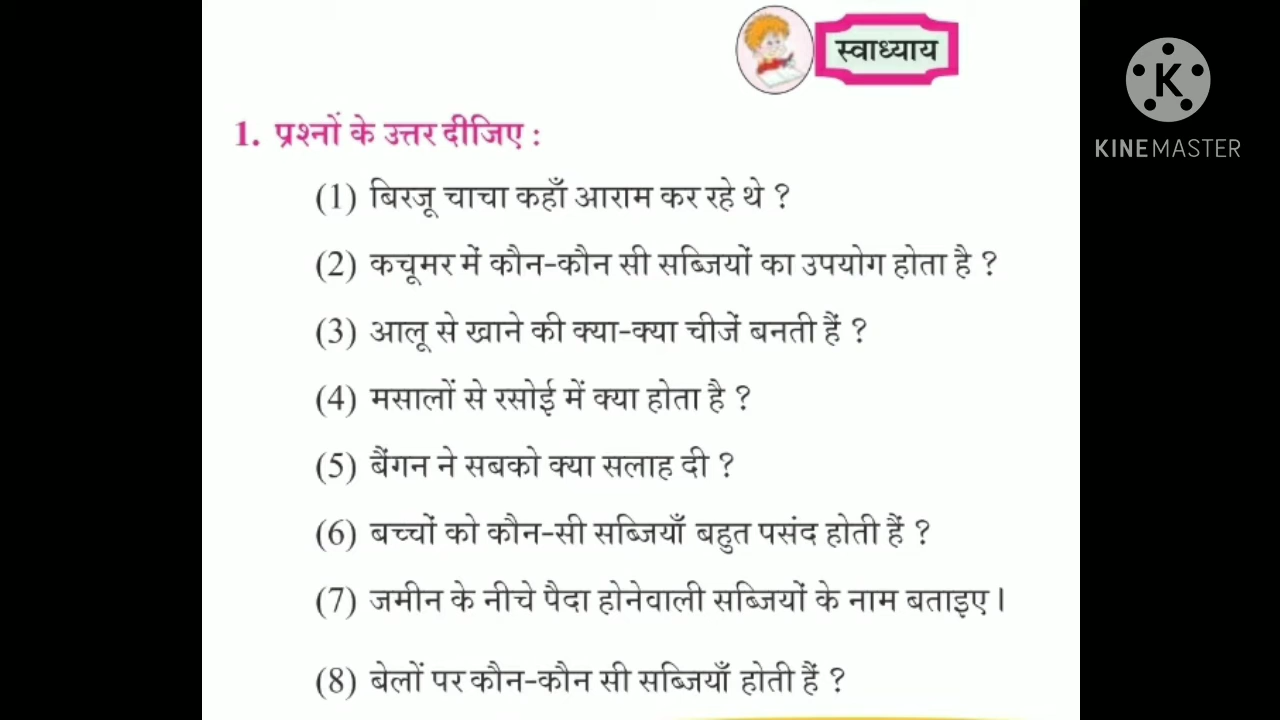 स्वाध्याय
K
KINEMASTER
1. प्रश्नों के उत्तर दीजिए :
(1) बिरजू चाचा कहाँ आराम कर रहे थे ?
(2) कचूमर में कौन-कौन सी सब्जियों का उपयोग होता है ?
(3) आलू से खाने की क्या-क्या चीजें बनती हैं ?
(4) मसालों से रसोई में क्या होता है ?
(5) बैंगन ने सबको क्या सलाह दी ?
(6) बच्चों को कौन-सी सब्जियाँ बहुत पसंद होती हैं ?
(7) जमीन के नीचे पैदा होनेवाली सब्जियों के नाम बताइए ।
(8) बेलों पर कौन-कौन सी सब्जियाँ होती हैं ?